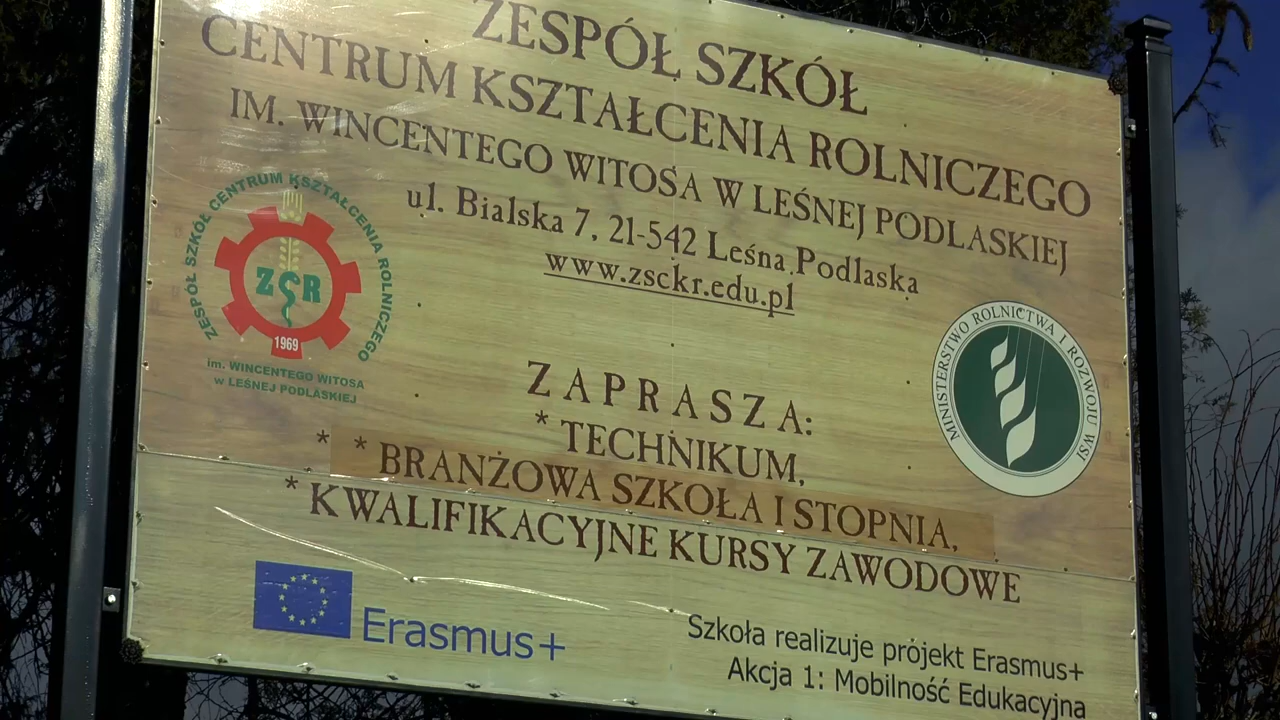 ZESPÓŁ SZKÓŁ
CENTRUM KSZTAŁCENIA ROLNICZEGO
IM. WINCENTEGO WITOSA W LEŚNEJ PODLASKIEJ
ul. Bialska 7, 21-542 Leśna Podlaska
www.zsckr.edu.pl
ZESPÓŁ SZKÓŁ CENTRUM KSZTAŁCENIA ROLNICZEGO
ZCR
1969
im. WINCENTEGO WITOSA
w LEŚNEJ PODLASKIEJ
MINISTERSTWO ROLNICTWA I ROZWOJU WSI
ZAPRASZA:
* TECHNIKUM,
* * BRANŻOWA SZKOŁA I STOPNIA,
* KWALIFIKACYJNE KURSY ZAWODOWE
Erasmus+
Szkoła realizuje projekt Erasmus+
Akcja 1: Mobilność Edukacyjna